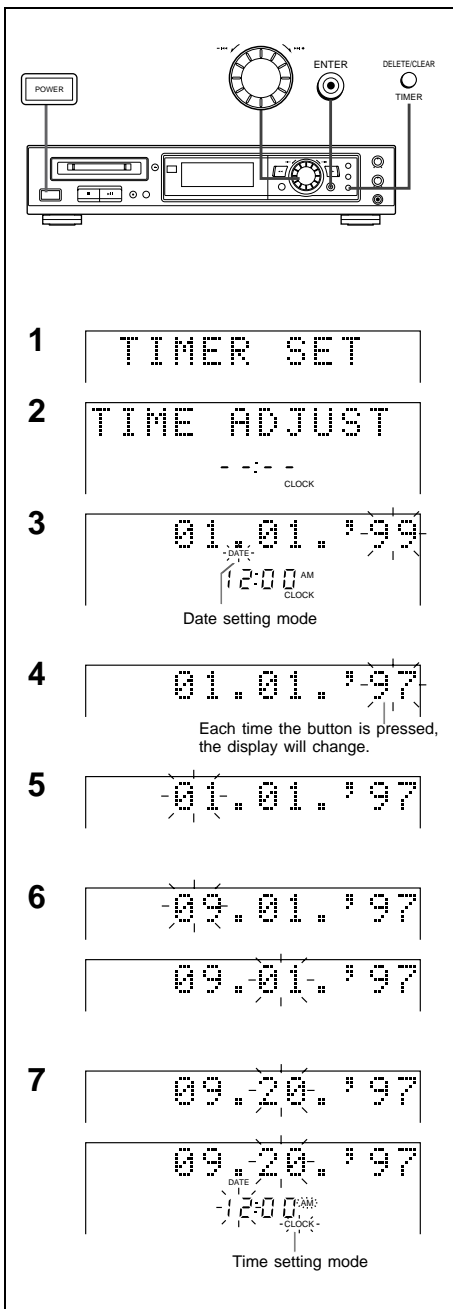 ENTER
DELETE/CLEAR
POWER
TIMER
1
TIMER SET
2
TIME ADJUST
--:--
CLOCK
3
01.01.'99
DATE
12:00 AM
CLOCK
Date setting mode
4
01.01.'97
Each time the button is pressed,
the display will change.
5
01.01.'97
6
09.01.'97
09.01.'97
7
09.20.'97
09.20.'97
DATE
12:00 AM
CLOCK
Time setting mode